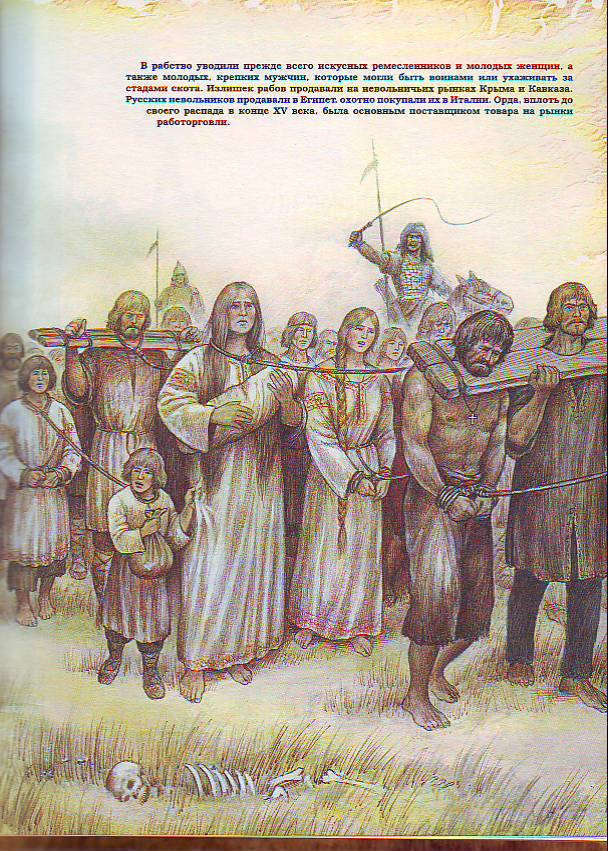 В рабство уводили прежде всего искусных ремесленников и молодых женщин, а
также молодых, крепких мужчин, которые могли быть воинами или ухаживать за
стадами скота. Излишек рабов продавали на невольничьих рынках Крыма и Кавказа.
Русских невольников продавали в Египет, охотно покупали их в Италии. Орда, вплоть до
своего распада в конце XV века, была основным поставщиком товара на рынки
работорговли.